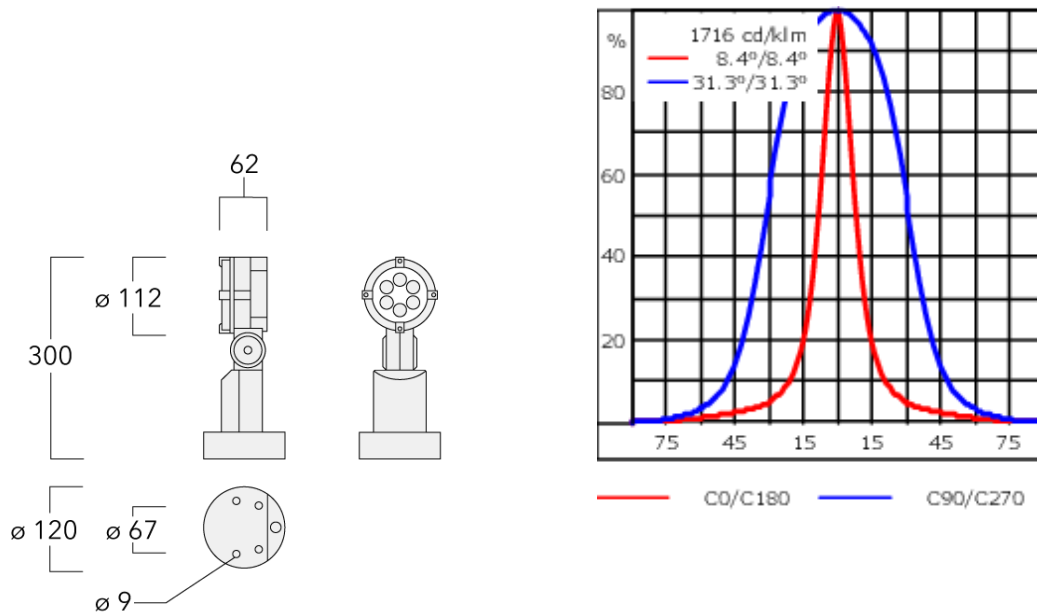 62
ø 112
300
ø 120
ø 67
ø 9
%
1716 cd/klm
8.4º/8.4º
31.3º/31.3º
80
60
40
20
75 45 15 15 45 75
C0/C180 C90/C270